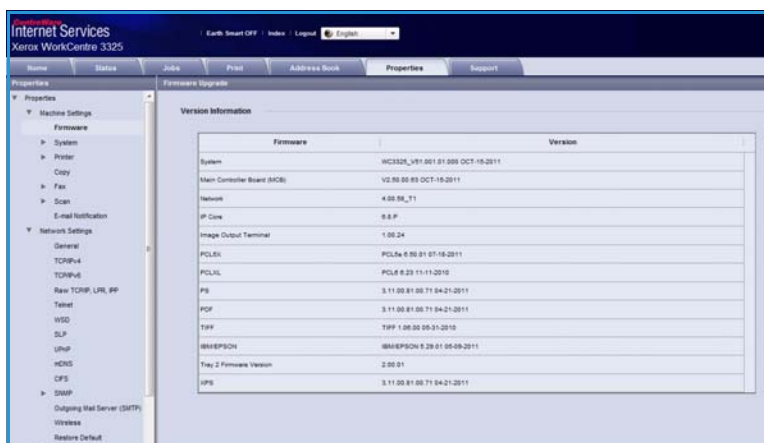 CentreWare
Internet Services
Xerox WorkCentre 3325
Earth Smart OFF | Index | Logout English
Home Status Jobs Print Address Book Properties Support
Properties
Firmware Upgrade
Properties
Machine Settings
Firmware
System
Printer
Copy
Fax
Scan
E-mail Notification
Network Settings
General
TCP/IPv4
TCP/IPv6
Raw TCP/IP, LPR, IPP
Telnet
WSD
SLP
UPnP
mDNS
CIFS
SNMP
Outgoing Mail Server (SMTP)
Wireless
Restore Default
Version Information
Firmware Version
System WC3325_V51.001.01.000 OCT-15-2011
Main Controller Board (MCB) V2.50.00.53 OCT-15-2011
Network 4.00.58_T1
IP Core
Image Output Terminal 1.00.24
PCL5X PCL5e 6.50.01 07-18-2011
PCLXL PCL6 6.23 11-11-2010
PS 3.11.00.81.00.71 04-21-2011
PDF 3.11.00.81.00.71 04-21-2011
TIFF TIFF 1.06.00 05-31-2010
IBM/EPSON IBM/EPSON 5.29.01 05-09-2011
Tray 2 Firmware Version 2.00.01
XPS 3.11.00.81.00.71 04-21-2011